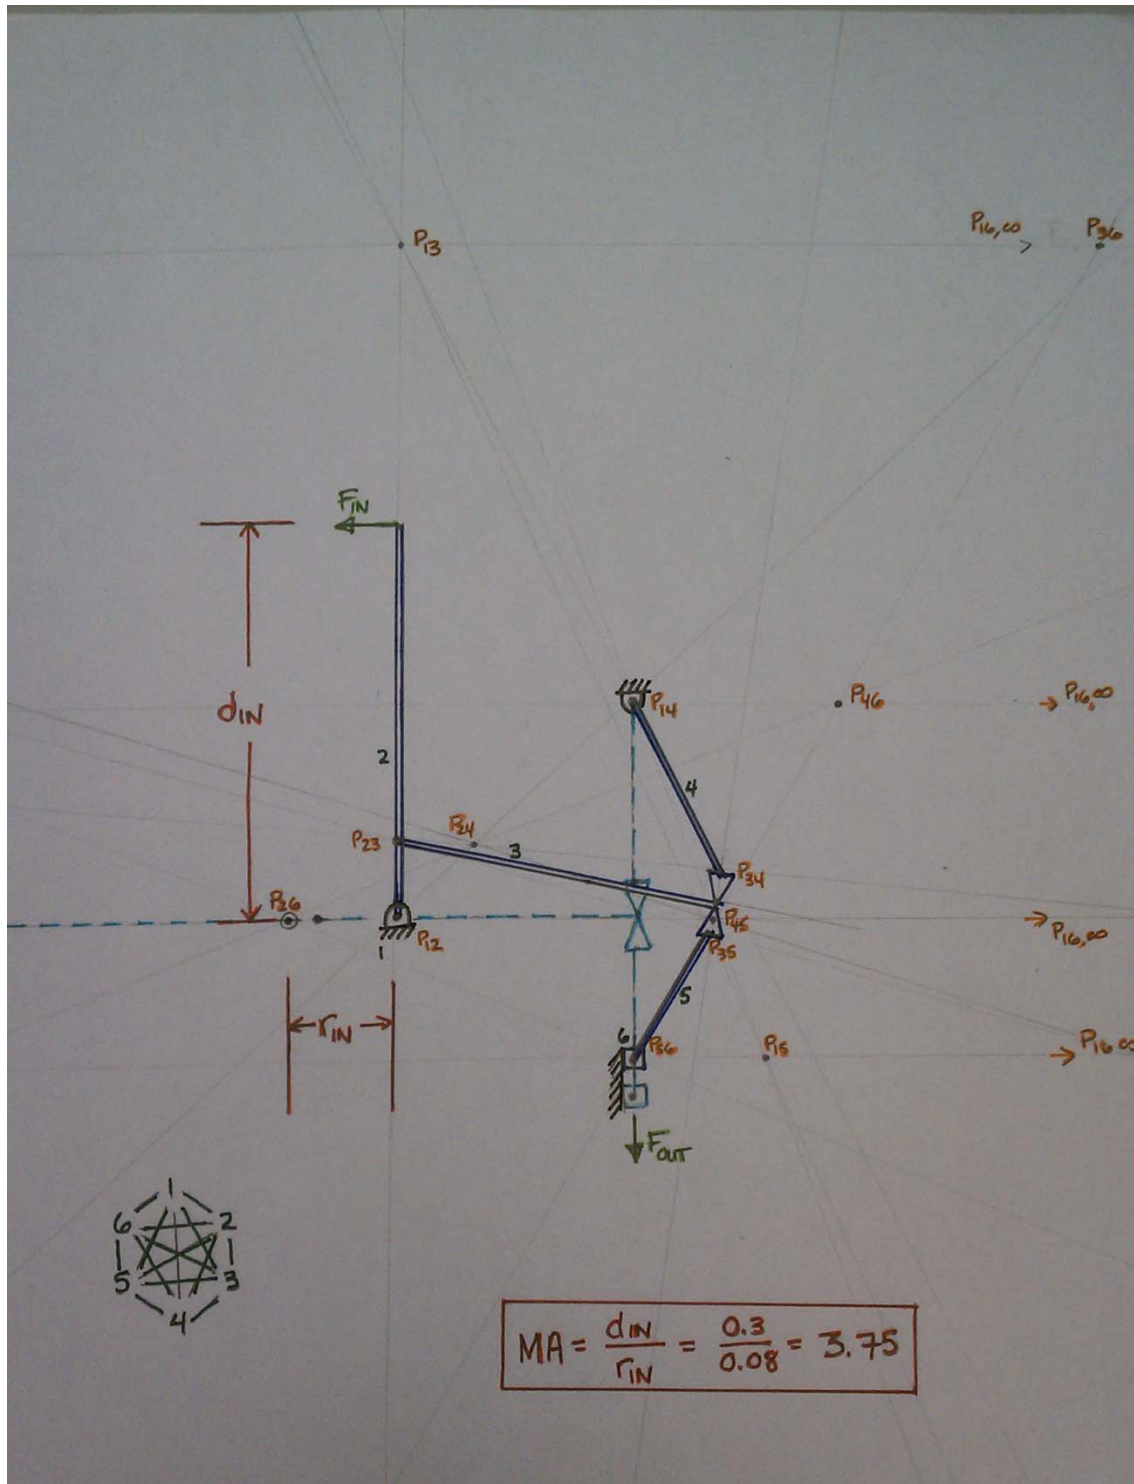 P13
P16,∞
P36
FIN
dIN
P14
P46
P16,∞
2
4
P23
P24
3
P34
P45
P35
P26
P12
1
P16,∞
rIN
5
6
P56
P15
P16 ∞
FOUT
1
6 2
5 3
4
MA = dIN/rIN = 0.3/0.08 = 3.75